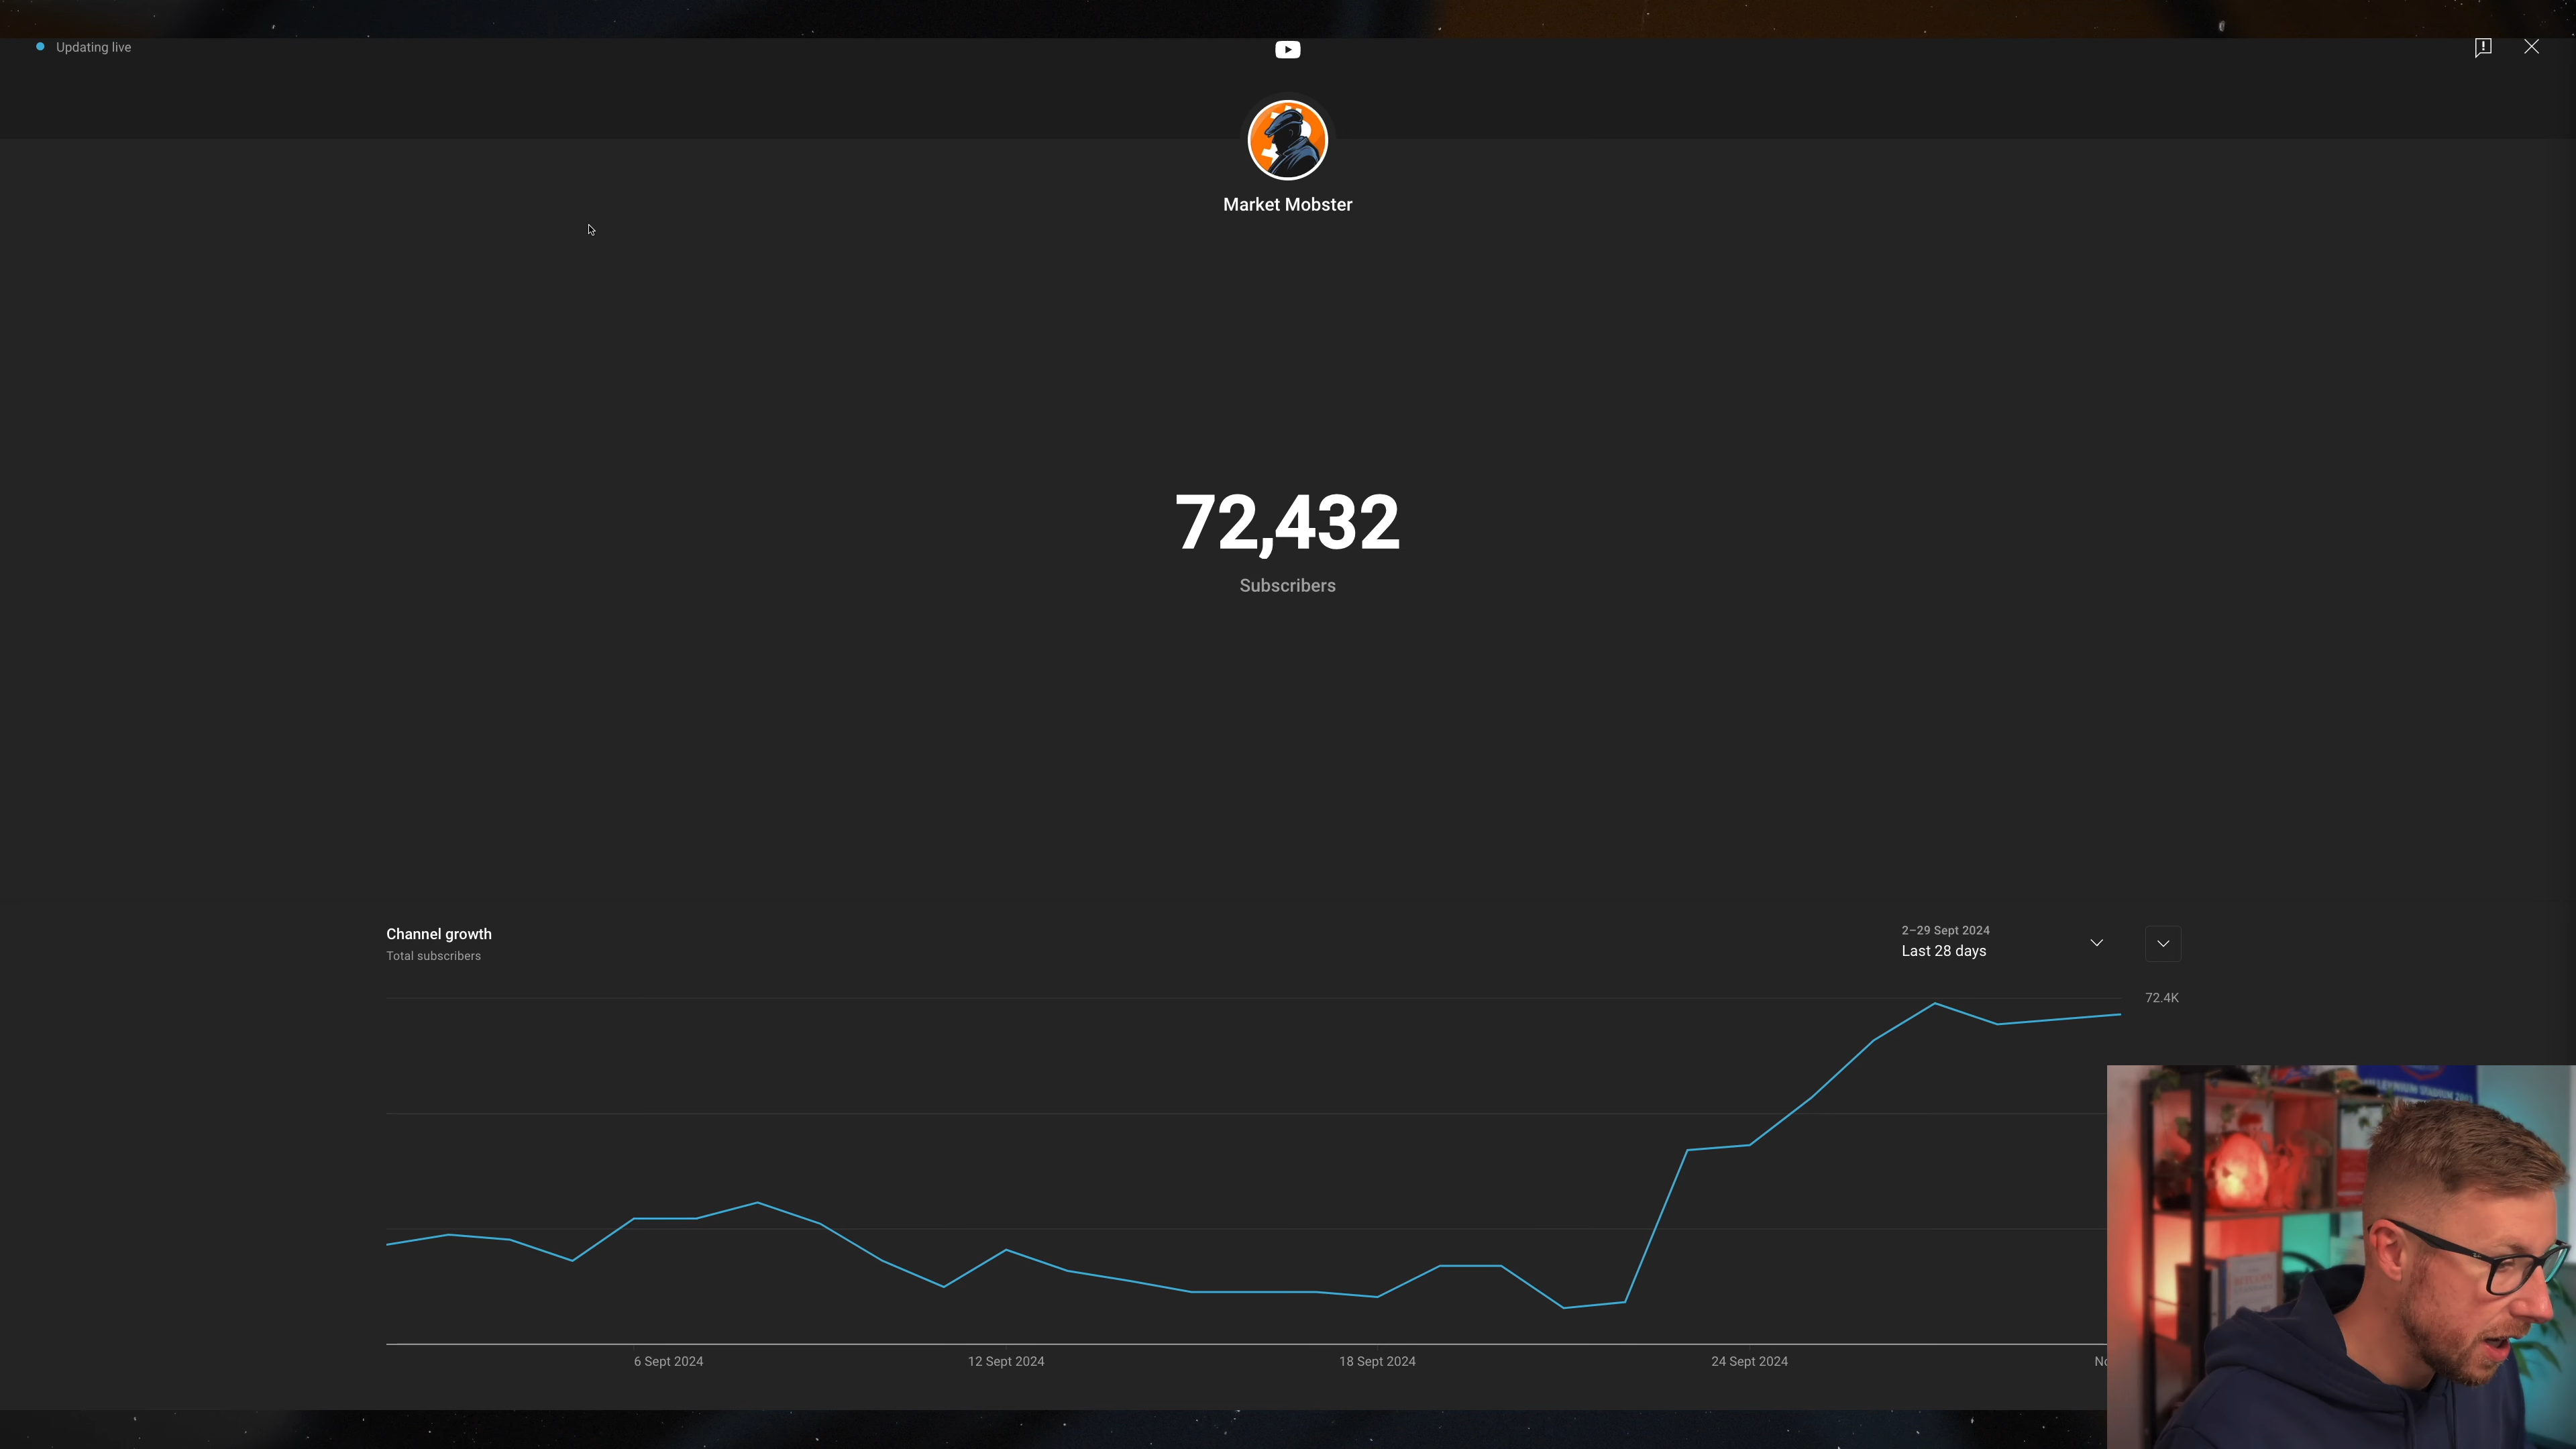 Updating live
Market Mobster
72,432
Subscribers
Channel growth
Total subscribers
2–29 Sept 2024
Last 28 days
72.4K
6 Sept 2024
12 Sept 2024
18 Sept 2024
24 Sept 2024